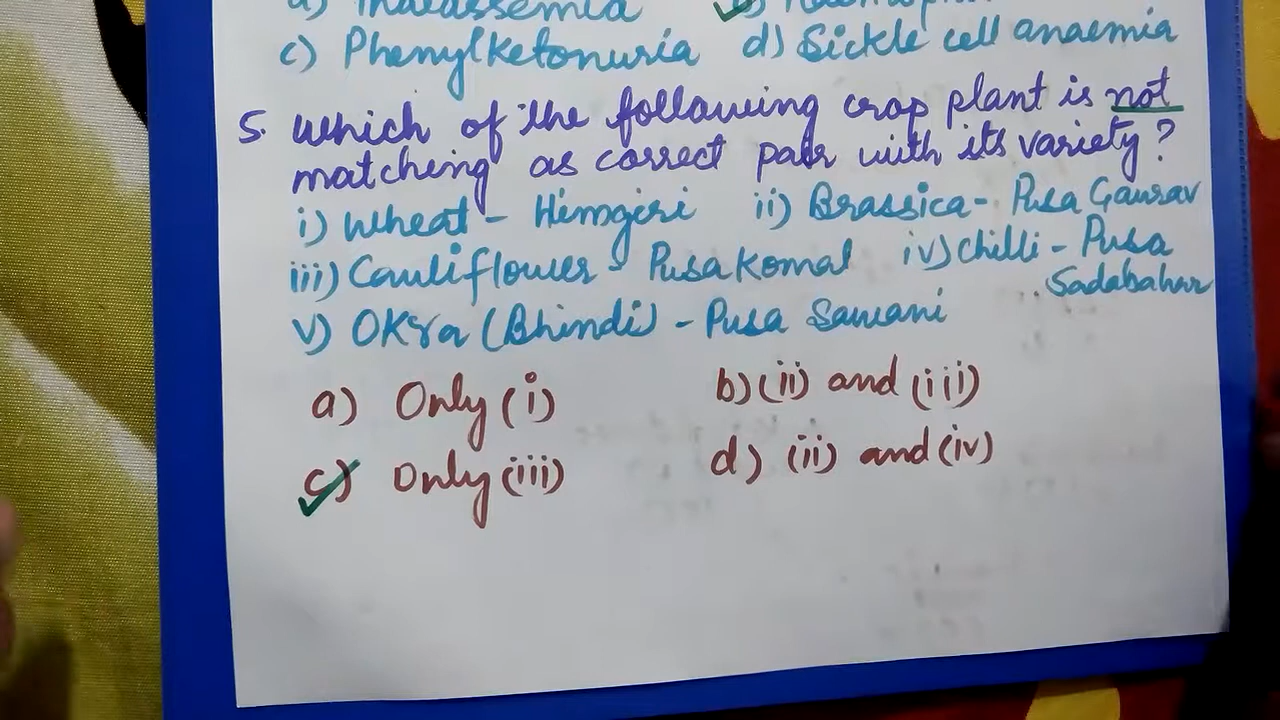 a) Thalassemia
c) Phenylketonuria d) Sickle cell anaemia
5. Which of the following crop plant is not
matching as correct pair with its variety?
i) Wheat - Himgiri ii) Brassica - Pusa Gaurav
iii) Cauliflower - Pusa Komal iv) Chilli - Pusa
Sadabahar
v) Okra (Bhindi) - Pusa Sawani
a) Only (i) b) (ii) and (iii)
c) Only (iii) d) (ii) and (iv)